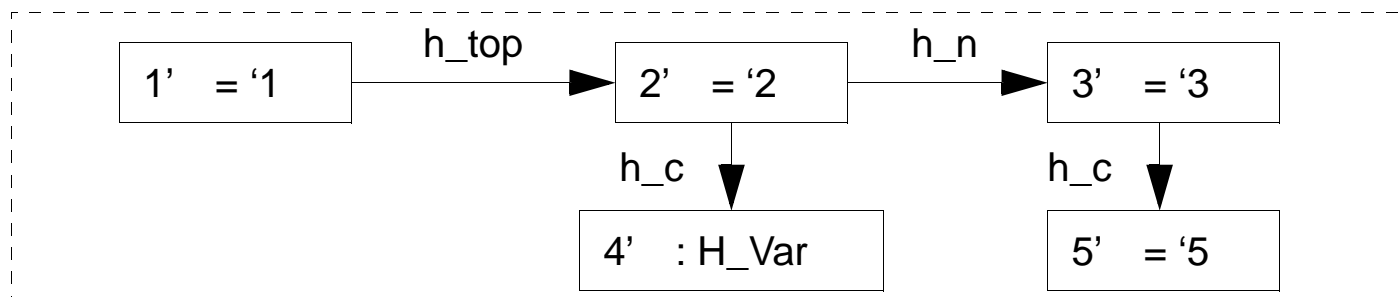 h_top
h_n
1’ = ‘1
2’ = ‘2
3’ = ‘3
h_c
h_c
4’ : H_Var
5’ = ‘5